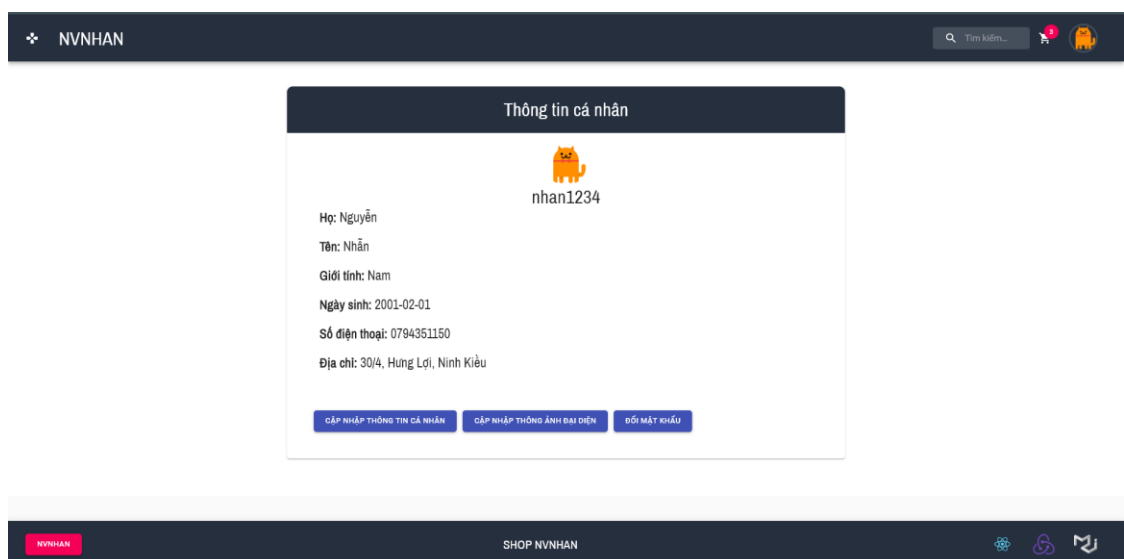 NVNHAN
Tìm kiếm...
3
Thông tin cá nhân
nhan1234
Họ: Nguyễn
Tên: Nhẫn
Giới tính: Nam
Ngày sinh: 2001-02-01
Số điện thoại: 0794351150
Địa chỉ: 30/4, Hưng Lợi, Ninh Kiều
CẬP NHẬP THÔNG TIN CÁ NHÂN CẬP NHẬP THÔNG ẢNH ĐẠI DIỆN ĐỔI MẬT KHẨU
NVNHAN SHOP NVNHAN